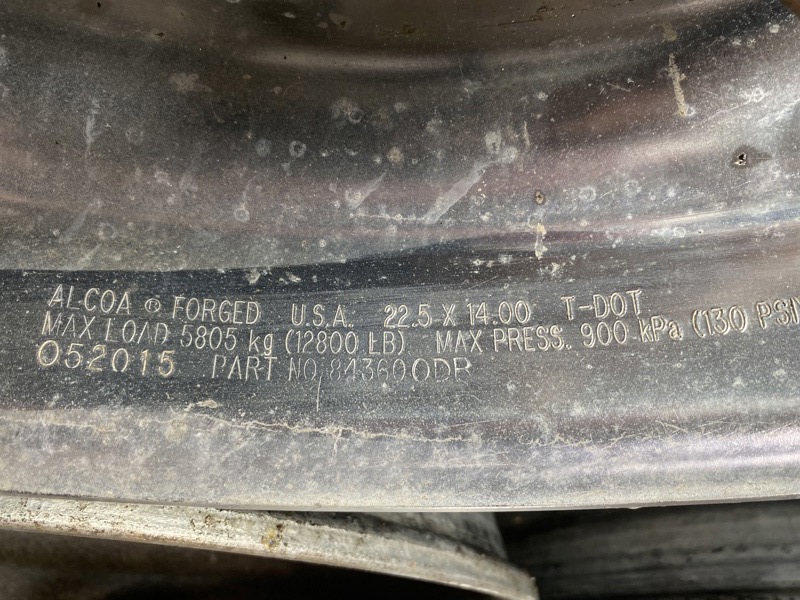 ALCOA ® FORGED U.S.A. 22.5 X 14.00 T-DOT
MAX LOAD 5805 kg (12800 LB) MAX PRESS. 900 kPa (130 PSI)
052015 PART NO. 843600DB